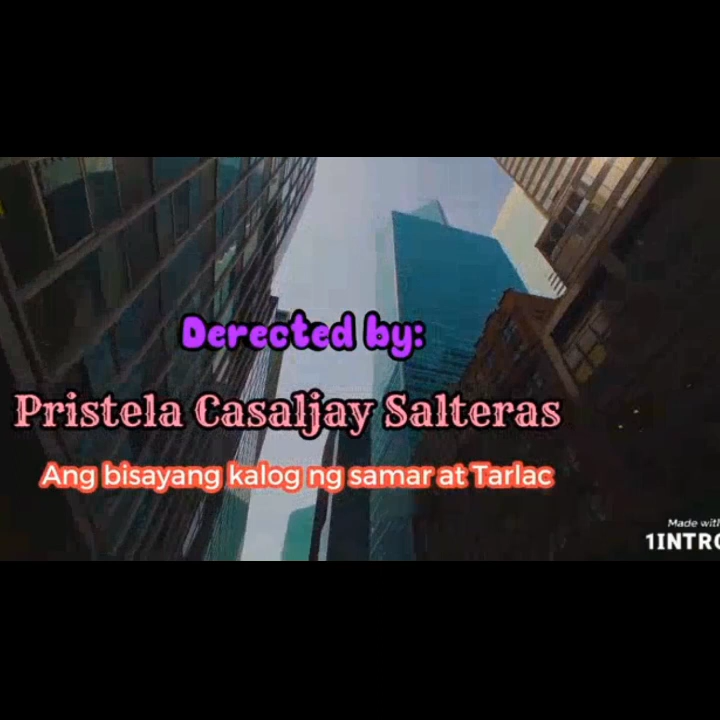 Derected by:
Pristela Casaljay Salteras
Ang bisayang kalog ng samar at Tarlac
Made with
1INTRO